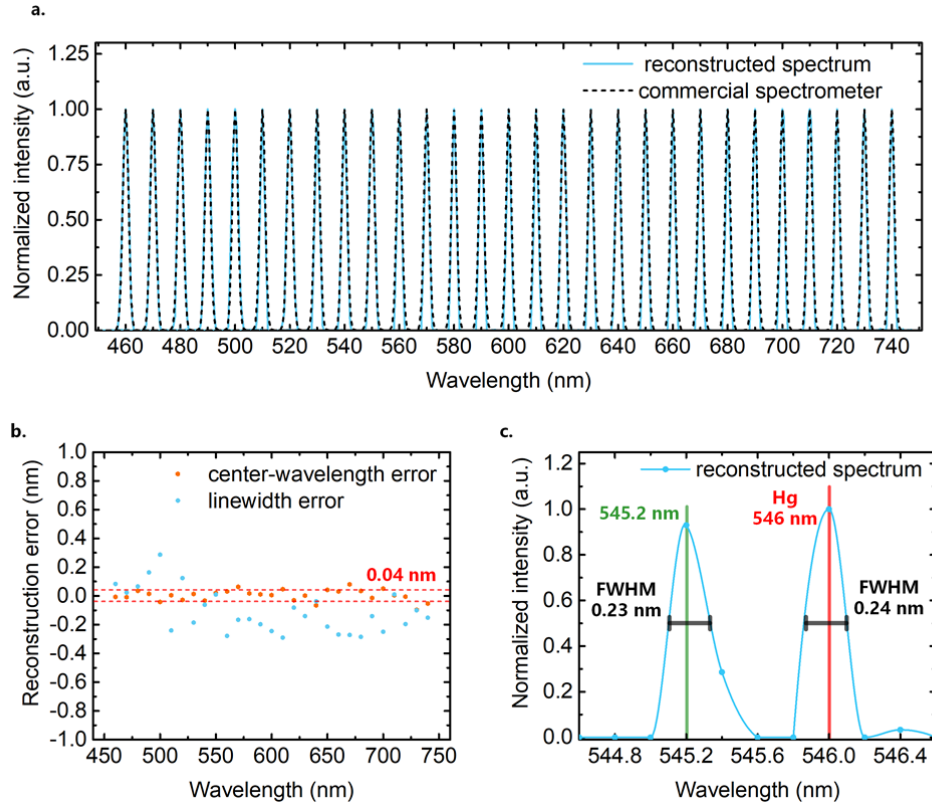 a.
1.25
1.00
0.75
0.50
0.25
0.00
Normalized intensity (a.u.)
reconstructed spectrum
commercial spectrometer
460 480 500 520 540 560 580 600 620 640 660 680 700 720 740
Wavelength (nm)
b.
1.0
0.8
0.6
0.4
0.2
0.0
-0.2
-0.4
-0.6
-0.8
-1.0
Reconstruction error (nm)
center-wavelength error
linewidth error
0.04 nm
450 500 550 600 650 700 750
Wavelength (nm)
c.
1.2
1.0
0.8
0.6
0.4
0.2
0.0
Normalized intensity (a.u.)
reconstructed spectrum
545.2 nm
Hg
546 nm
FWHM
0.23 nm
FWHM
0.24 nm
544.8 545.2 545.6 546.0 546.4
Wavelength (nm)